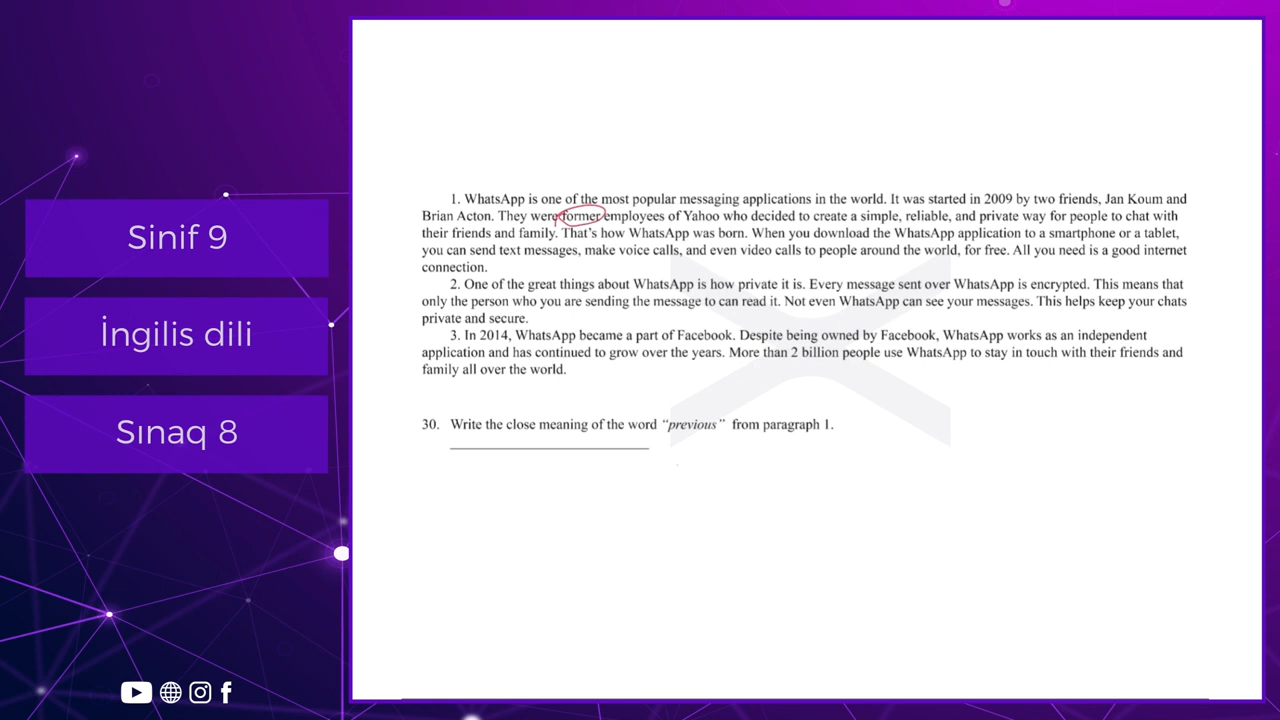 Sinif 9
İngilis dili
Sınaq 8
1. WhatsApp is one of the most popular messaging applications in the world. It was started in 2009 by two friends, Jan Koum and
Brian Acton. They were former employees of Yahoo who decided to create a simple, reliable, and private way for people to chat with
their friends and family. That's how WhatsApp was born. When you download the WhatsApp application to a smartphone or a tablet,
you can send text messages, make voice calls, and even video calls to people around the world, for free. All you need is a good internet
connection.
2. One of the great things about WhatsApp is how private it is. Every message sent over WhatsApp is encrypted. This means that
only the person who you are sending the message to can read it. Not even WhatsApp can see your messages. This helps keep your chats
private and secure.
3. In 2014, WhatsApp became a part of Facebook. Despite being owned by Facebook, WhatsApp works as an independent
application and has continued to grow over the years. More than 2 billion people use WhatsApp to stay in touch with their friends and
family all over the world.
30. Write the close meaning of the word “previous” from paragraph 1.